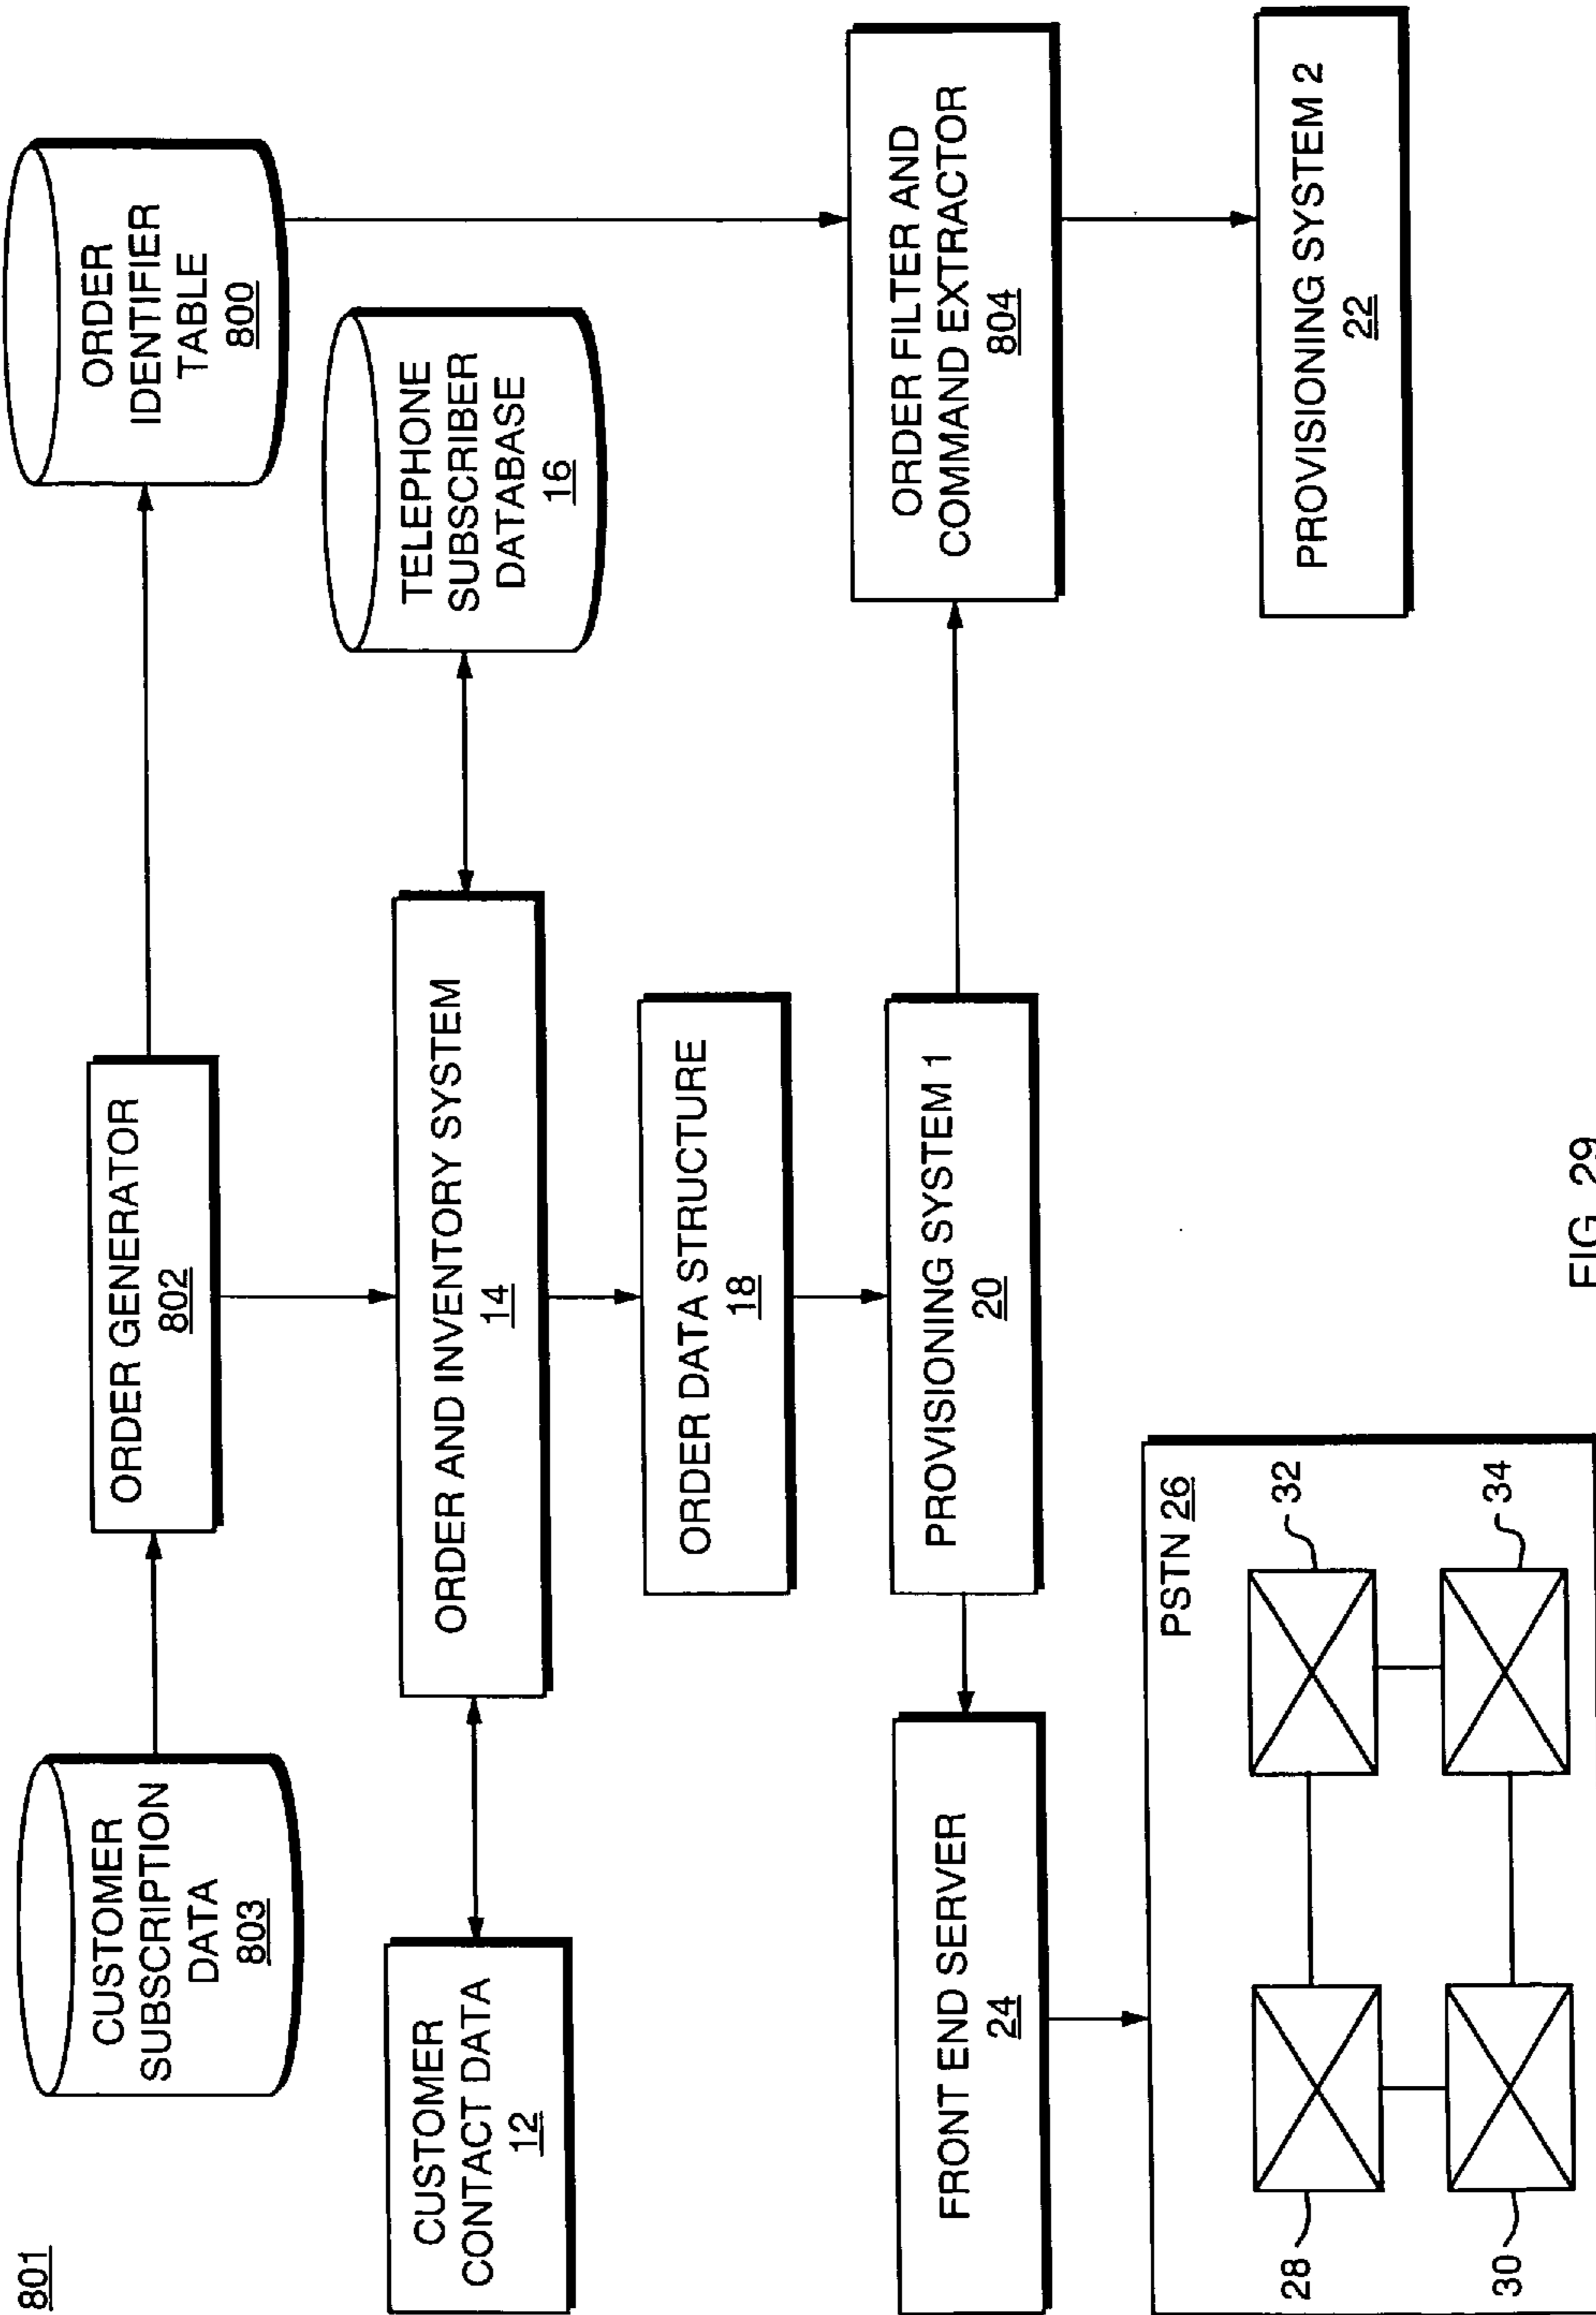 801
CUSTOMER
SUBSCRIPTION
DATA
803
ORDER GENERATOR
802
ORDER
IDENTIFIER
TABLE
800
CUSTOMER
CONTACT DATA
12
ORDER AND INVENTORY SYSTEM
14
TELEPHONE
SUBSCRIBER
DATABASE
16
ORDER DATA STRUCTURE
18
FRONT END SERVER
24
PROVISIONING SYSTEM 1
20
ORDER FILTER AND
COMMAND EXTRACTOR
804
PSTN 26
28
32
30
34
PROVISIONING SYSTEM 2
22
FIG. 29